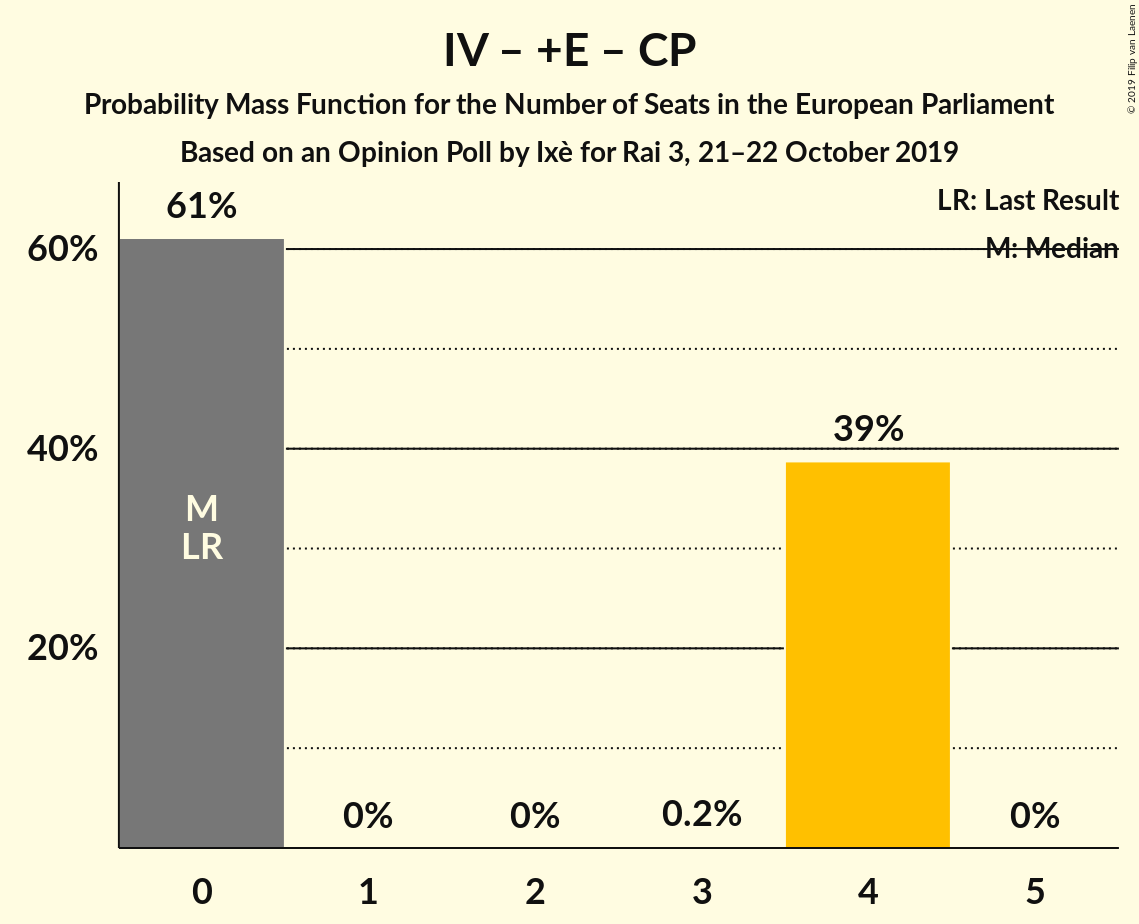 IV – +E – CP
Probability Mass Function for the Number of Seats in the European Parliament
Based on an Opinion Poll by Ixè for Rai 3, 21–22 October 2019
© 2019 Filip van Laenen
LR: Last Result
M: Median
61%
60%
39%
40%
M
LR
20%
0%
0%
0.2%
0%
0
1
2
3
4
5